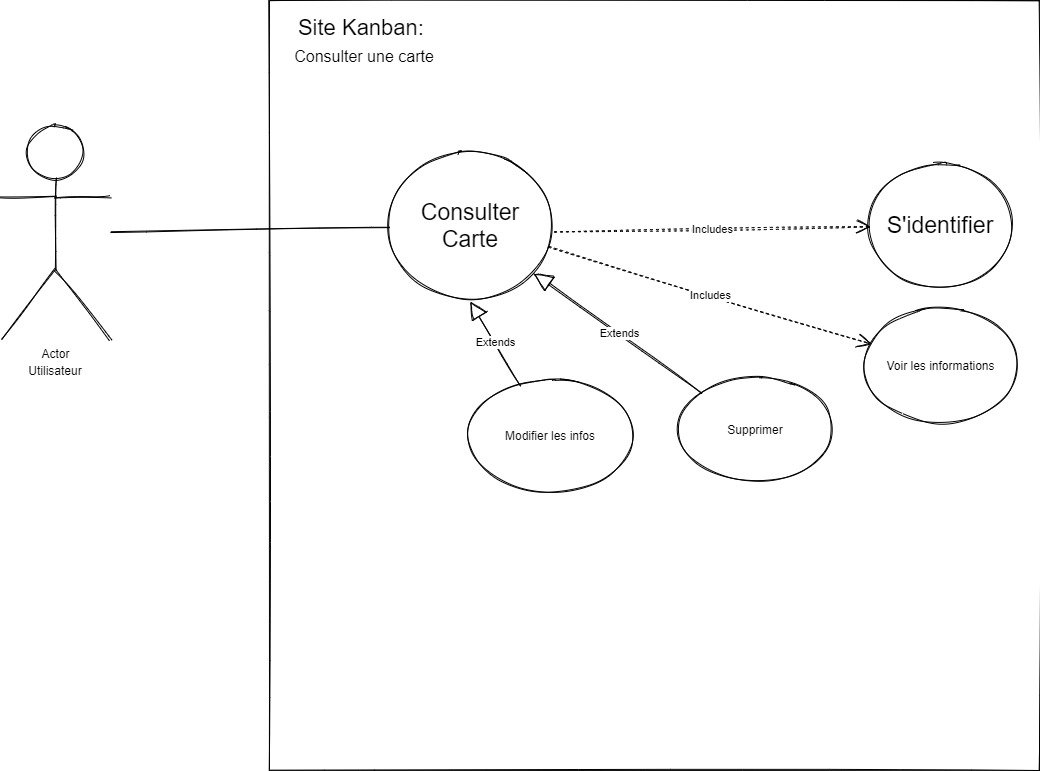 Site Kanban:
Consulter une carte
Consulter
Carte
S'identifier
Includes
Includes
Extends
Extends
Actor
Utilisateur
Voir les informations
Modifier les infos
Supprimer